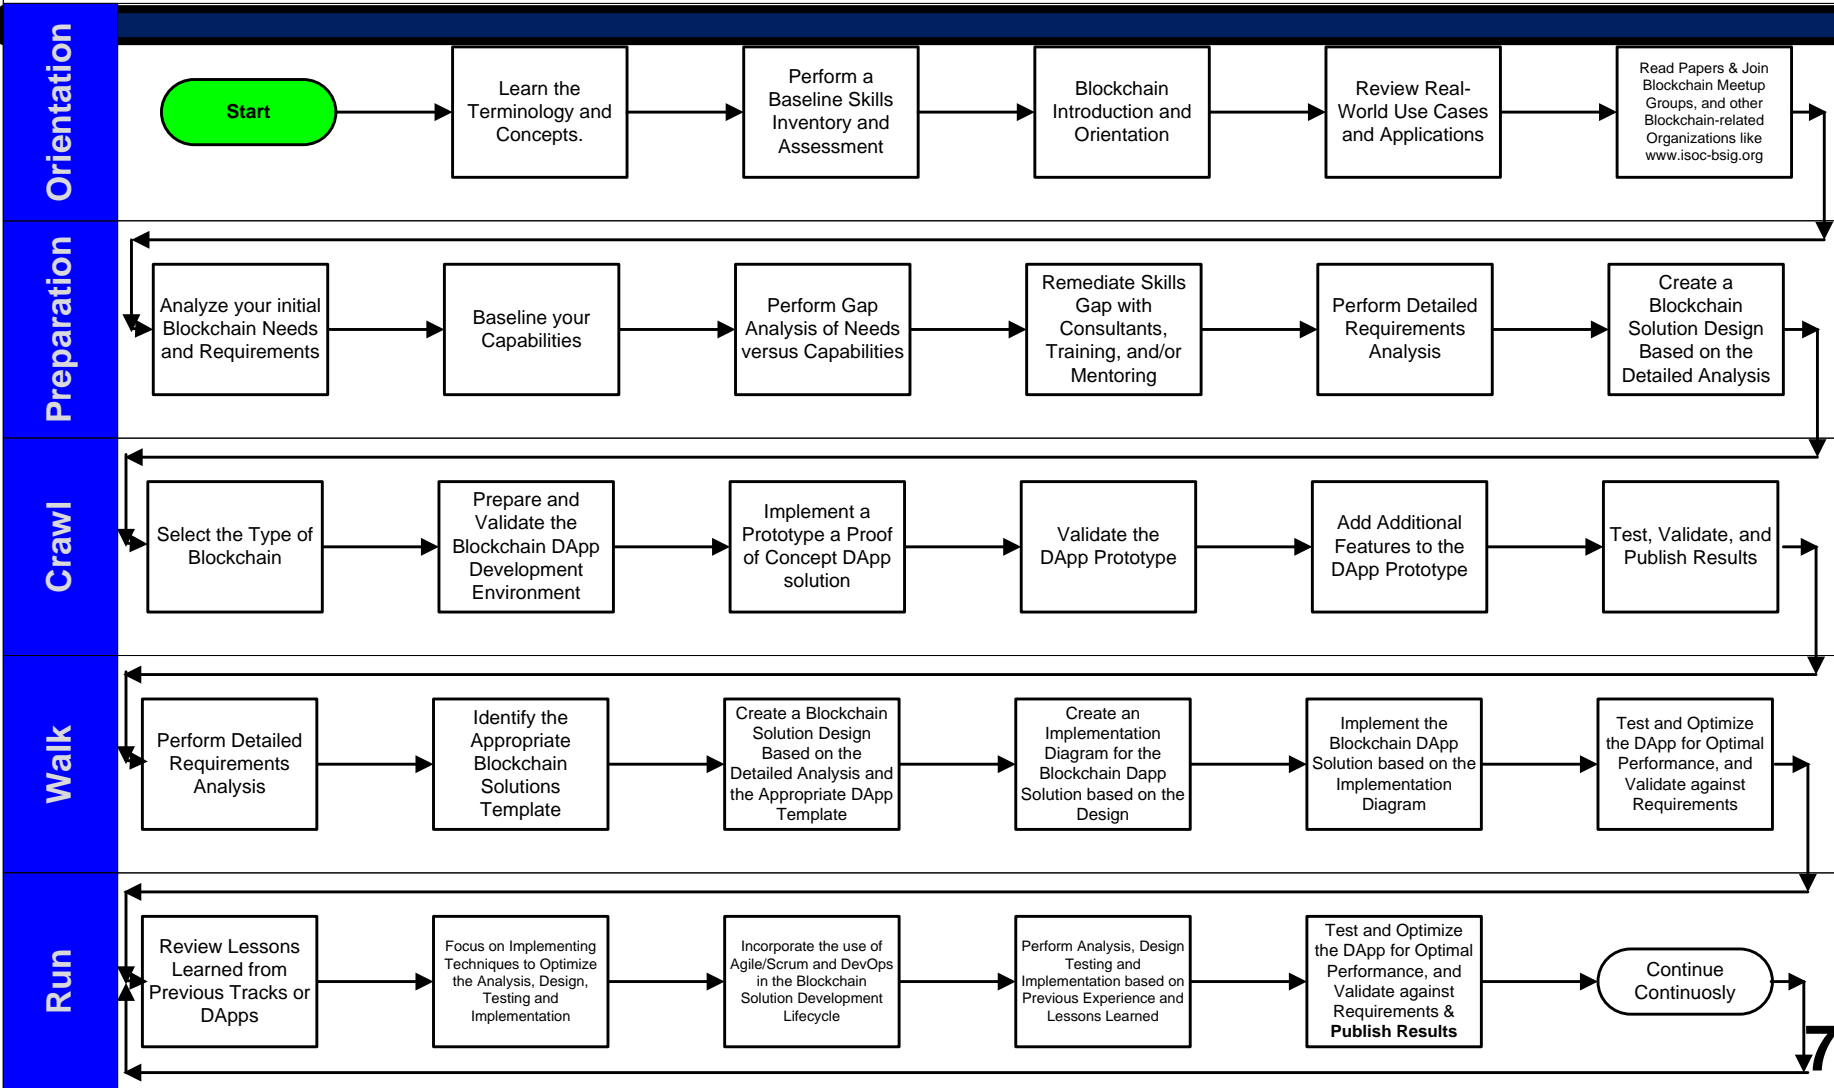 Orientation
Start
Learn the
Terminology and
Concepts.
Perform a
Baseline Skills
Inventory and
Assessment
Blockchain
Introduction and
Orientation
Review Real-
World Use Cases
and Applications
Read Papers & Join
Blockchain Meetup
Groups, and other
Blockchain-related
Organizations like
www.isoc-bsig.org
Preparation
Analyze your initial
Blockchain Needs
and Requirements
Baseline your
Capabilities
Perform Gap
Analysis of Needs
versus Capabilities
Remediate Skills
Gap with
Consultants,
Training, and/or
Mentoring
Perform Detailed
Requirements
Analysis
Create a
Blockchain
Solution Design
Based on the
Detailed Analysis
Crawl
Select the Type of
Blockchain
Prepare and
Validate the
Blockchain DApp
Development
Environment
Implement a
Prototype a Proof
of Concept DApp
solution
Validate the
DApp Prototype
Add Additional
Features to the
DApp Prototype
Test, Validate, and
Publish Results
Walk
Perform Detailed
Requirements
Analysis
Identify the
Appropriate
Blockchain
Solutions
Template
Create a Blockchain
Solution Design
Based on the
Detailed Analysis and
the Appropriate DApp
Template
Create an
Implementation
Diagram for the
Blockchain Dapp
Solution based on the
Design
Implement the
Blockchain DApp
Solution based on the
Implementation
Diagram
Test and Optimize
the DApp for Optimal
Performance, and
Validate against
Requirements
Run
Review Lessons
Learned from
Previous Tracks or
DApps
Focus on Implementing
Techniques to Optimize
the Analysis, Design,
Testing and
Implementation
Incorporate the use of
Agile/Scrum and DevOps
in the Blockchain
Solution Development
Lifecycle
Perform Analysis, Design
Testing and
Implementation based on
Previous Experience and
Lessons Learned
Test and Optimize
the DApp for Optimal
Performance, and
Validate against
Requirements &
Publish Results
Continue
Continuosly
7